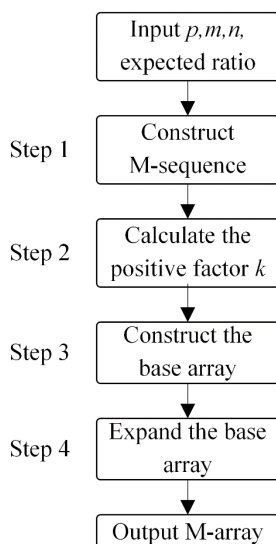 Input p,m,n,
expected ratio
Step 1
Construct
M-sequence
Step 2
Calculate the
positive factor k
Step 3
Construct the
base array
Step 4
Expand the base
array
Output M-array